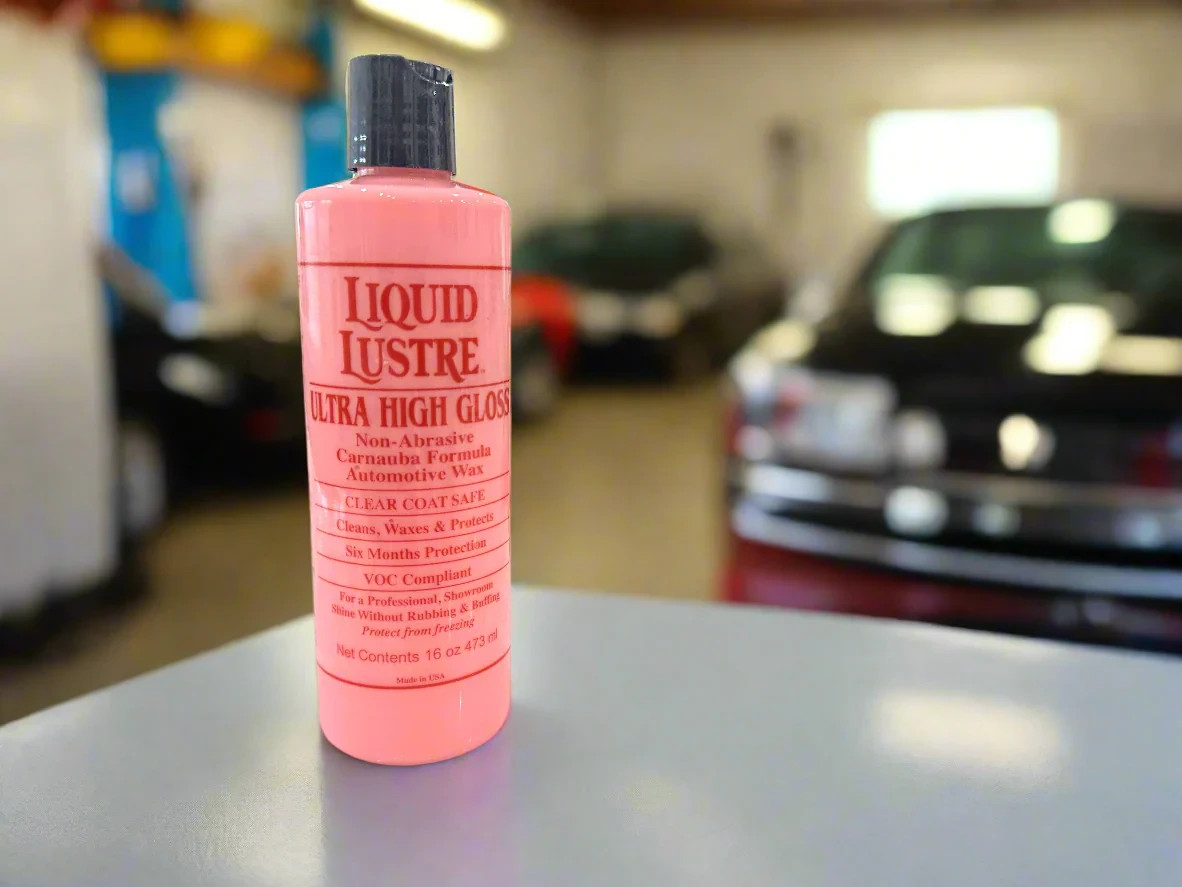 LIQUID
LUSTRE™
ULTRA HIGH GLOSS
Non-Abrasive
Carnauba Formula
Automotive Wax
CLEAR COAT SAFE
Cleans, Waxes & Protects
Six Months Protection
VOC Compliant
For a Professional, Showroom
Shine Without Rubbing & Buffing
Protect from freezing
Net Contents 16 oz 473 ml
Made in USA